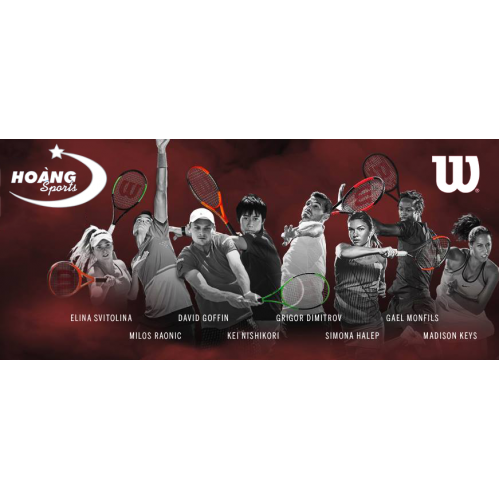 HOÀNG
Sports
W
ELINA SVITOLINA
DAVID GOFFIN
GRIGOR DIMITROV
GAEL MONFILS
MILOS RAONIC
KEI NISHIKORI
SIMONA HALEP
MADISON KEYS